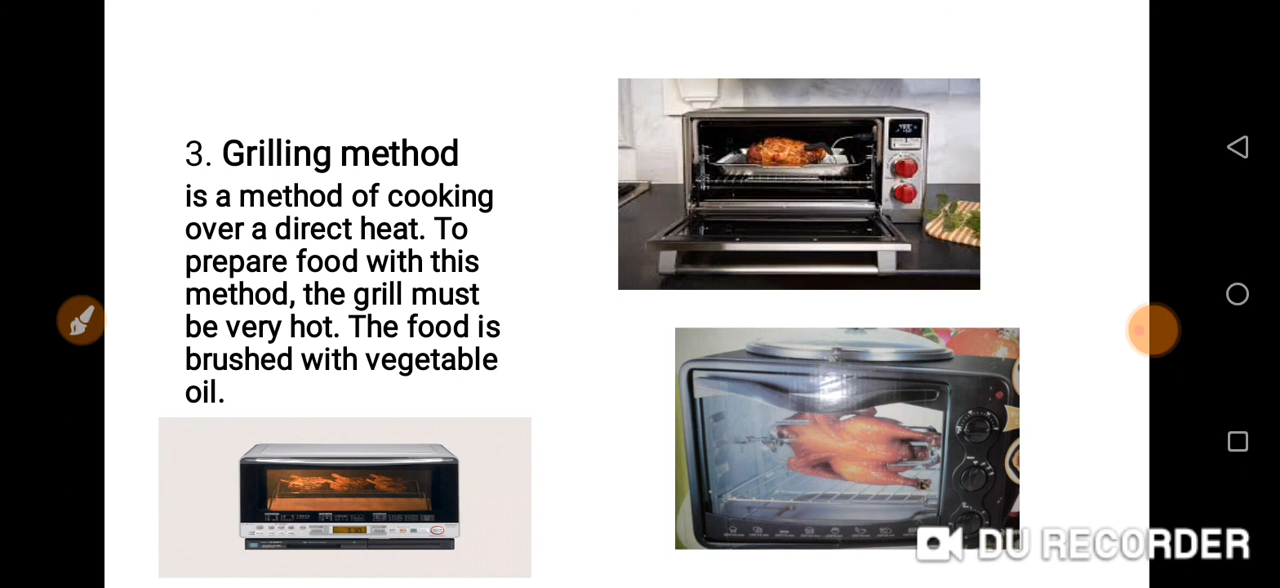 3. Grilling method
is a method of cooking
over a direct heat. To
prepare food with this
method, the grill must
be very hot. The food is
brushed with vegetable
oil.
DU RECORDER